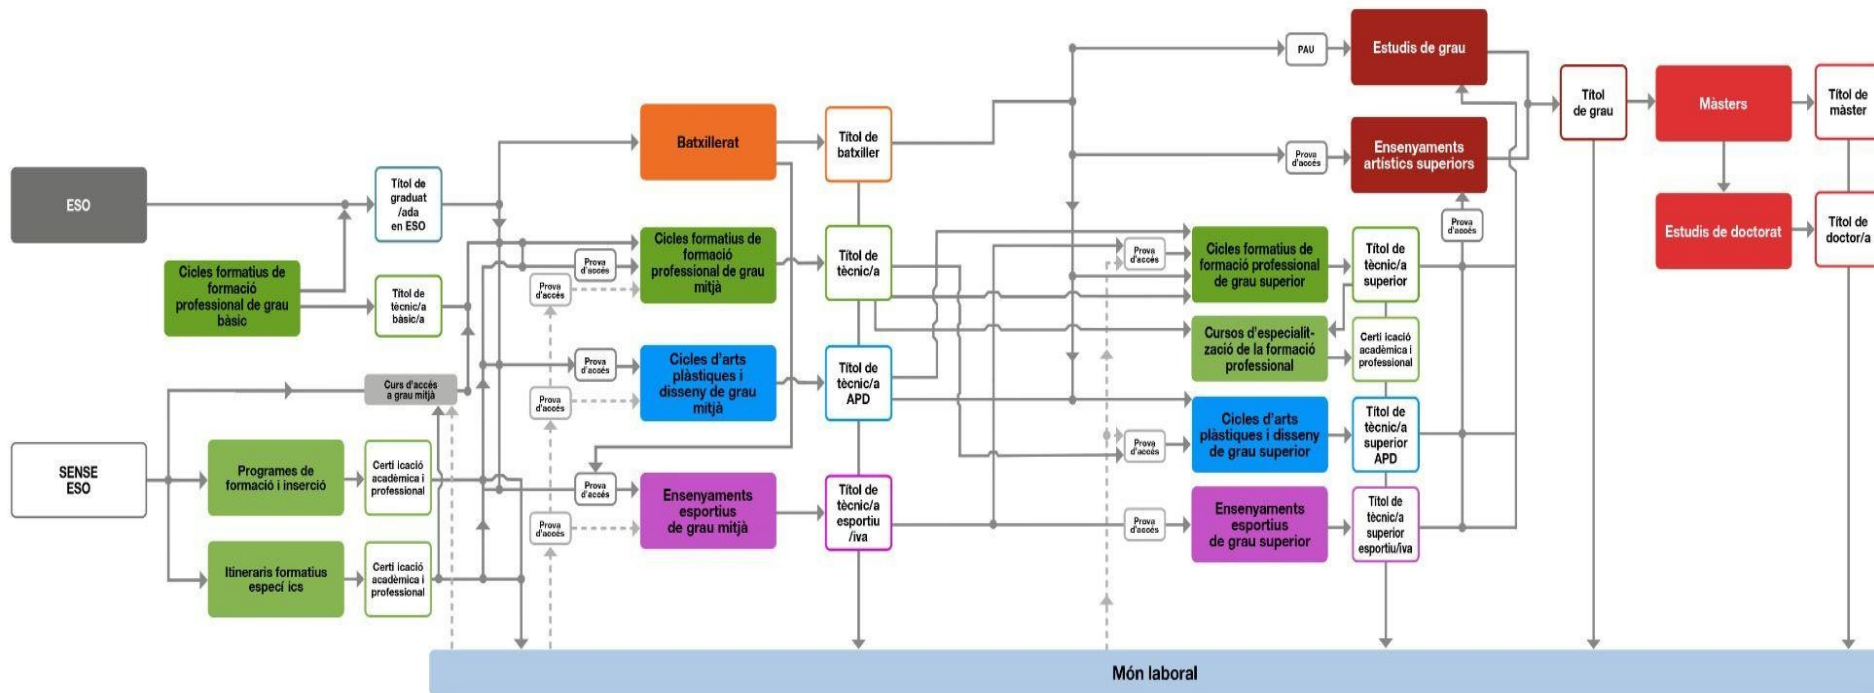 ESO
Cicles formatius de
formació
professional de grau
bàsic
SENSE
ESO
Programes de
formació i inserció
Itineraris formatius
especí ics
Títol de
graduat
/ada
en ESO
Títol de
tècnic/a
bàsic/a
Curs d'accés
a grau mitjà
Certi icació
acadèmica i
professional
Certi icació
acadèmica i
professional
Prova
d'accés
Prova
d'accés
Prova
d'accés
Prova
d'accés
Prova
d'accés
Prova
d'accés
Batxillerat
Cicles formatius de
formació
professional de grau
mitjà
Cicles d'arts
plàstiques i
disseny de grau
mitjà
Ensenyaments
esportius
de grau mitjà
Títol de
batxiller
Títol de
tècnic/a
Títol de
tècnic/a
APD
Títol de
tècnic/a
esportiu
/iva
PAU
Prova
d'accés
Prova
d'accés
Prova
d'accés
Prova
d'accés
Estudis de grau
Ensenyaments
artístics superiors
Prova
d'accés
Cicles formatius de
formació professional
de grau superior
Cursos d'especialit-
zació de la formació
professional
Cicles d'arts
plàstiques i disseny
de grau superior
Ensenyaments
esportius
de grau superior
Títol de
tècnic/a
superior
Certi icació
acadèmica i
professional
Títol de
tècnic/a
superior
APD
Títol de
tècnic/a
superior
esportiu/iva
Títol
de grau
Màsters
Títol de
màster
Estudis de doctorat
Títol de
doctor/a
Món laboral